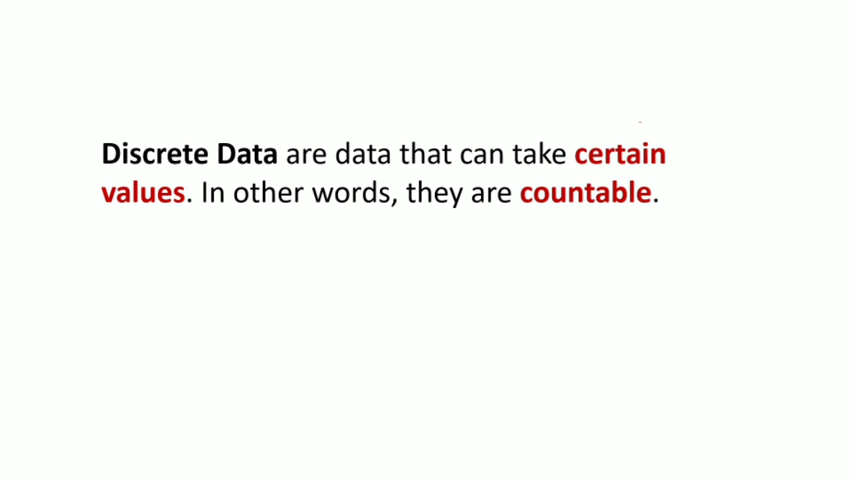 Discrete Data are data that can take certain
values. In other words, they are countable.